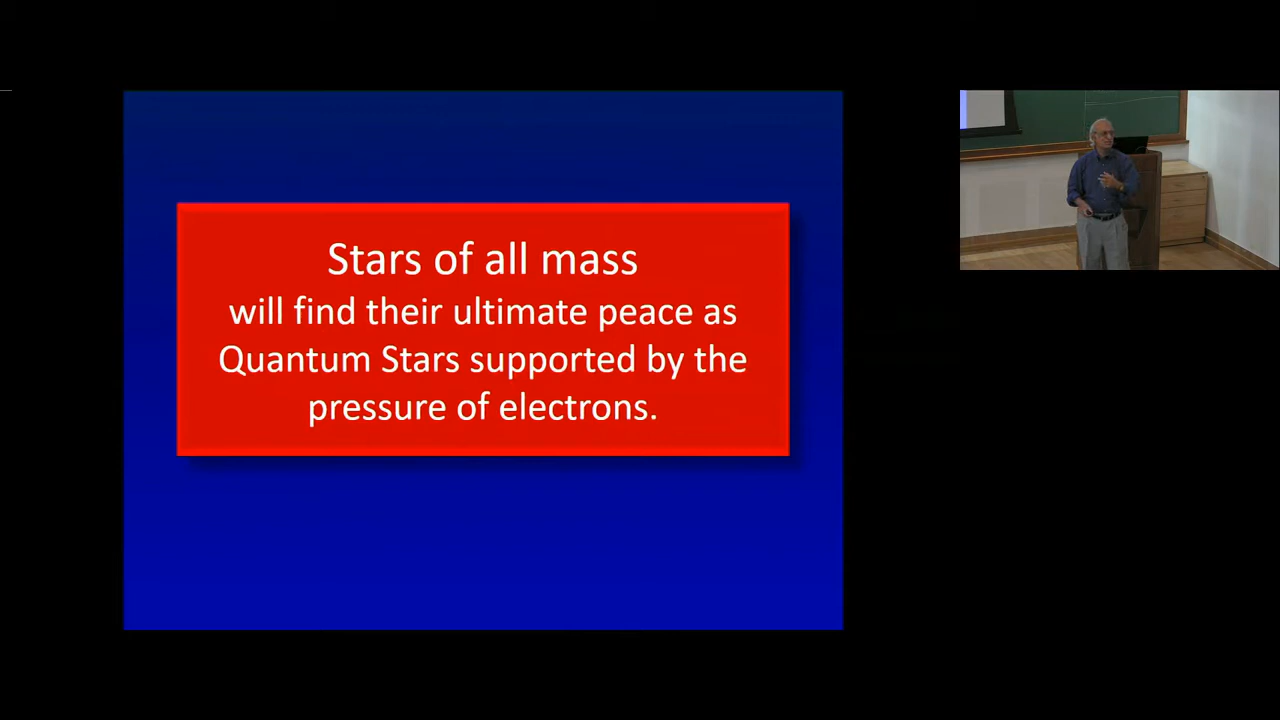 Stars of all mass
will find their ultimate peace as
Quantum Stars supported by the
pressure of electrons.